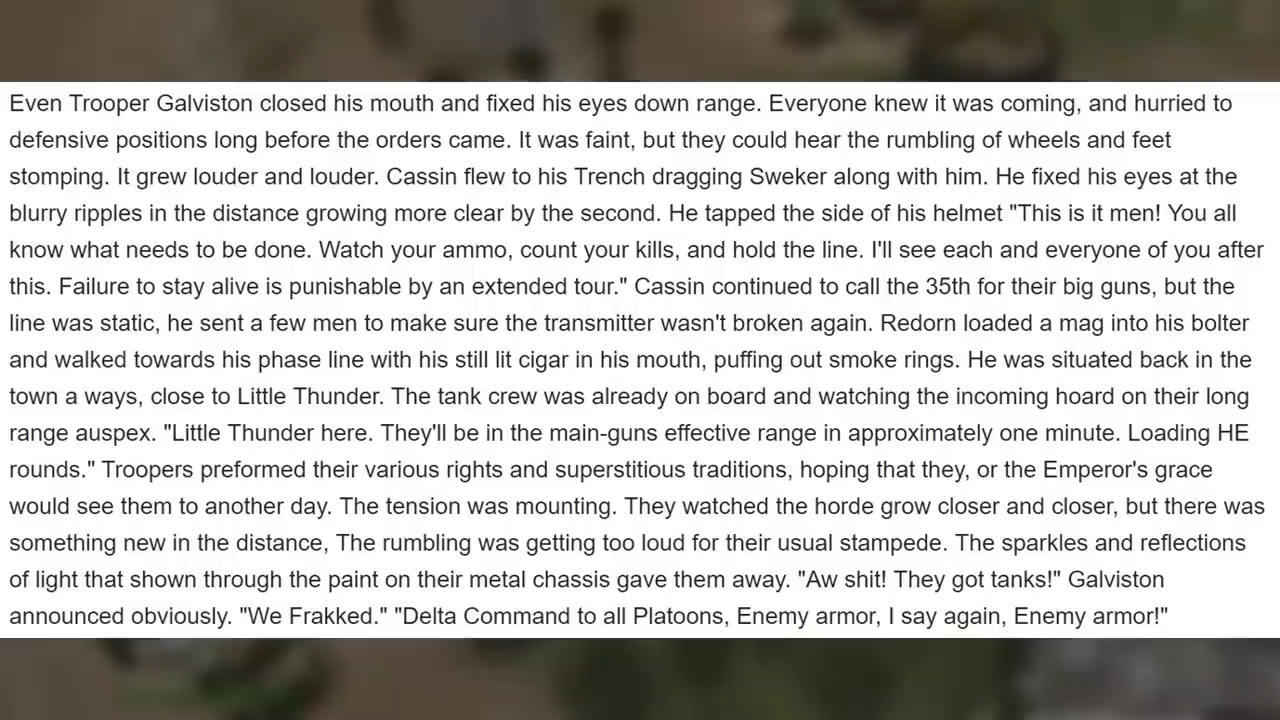 Even Trooper Galviston closed his mouth and fixed his eyes down range. Everyone knew it was coming, and hurried to
defensive positions long before the orders came. It was faint, but they could hear the rumbling of wheels and feet
stomping. It grew louder and louder. Cassin flew to his Trench dragging Sweker along with him. He fixed his eyes at the
blurry ripples in the distance growing more clear by the second. He tapped the side of his helmet "This is it men! You all
know what needs to be done. Watch your ammo, count your kills, and hold the line. I'll see each and everyone of you after
this. Failure to stay alive is punishable by an extended tour." Cassin continued to call the 35th for their big guns, but the
line was static, he sent a few men to make sure the transmitter wasn't broken again. Redorn loaded a mag into his bolter
and walked towards his phase line with his still lit cigar in his mouth, puffing out smoke rings. He was situated back in the
town a ways, close to Little Thunder. The tank crew was already on board and watching the incoming hoard on their long
range auspex. "Little Thunder here. They'll be in the main-guns effective range in approximately one minute. Loading HE
rounds." Troopers preformed their various rights and superstitious traditions, hoping that they, or the Emperor's grace
would see them to another day. The tension was mounting. They watched the horde grow closer and closer, but there was
something new in the distance, The rumbling was getting too loud for their usual stampede. The sparkles and reflections
of light that shown through the paint on their metal chassis gave them away. "Aw shit! They got tanks!" Galviston
announced obviously. "We Frakked." "Delta Command to all Platoons, Enemy armor, I say again, Enemy armor!"